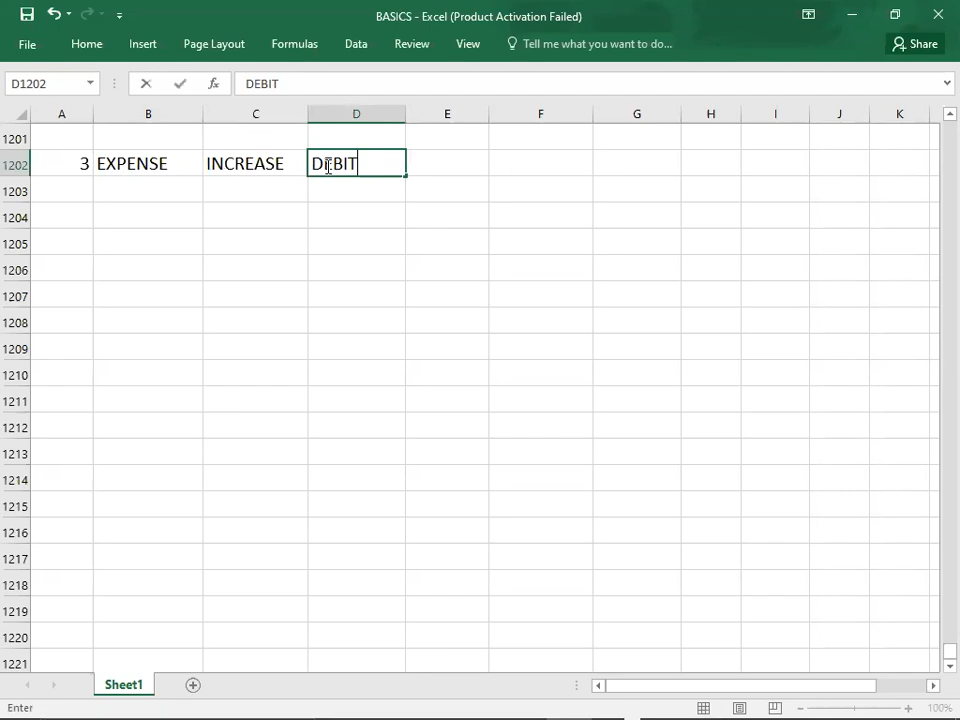 BASICS - Excel (Product Activation Failed)
File Home Insert Page Layout Formulas Data Review View Tell me what you want to do... Share
D1202 fx DEBIT
A B C D E F G H I J K
1201
1202 3 EXPENSE INCREASE DEBIT
1203
1204
1205
1206
1207
1208
1209
1210
1211
1212
1213
1214
1215
1216
1217
1218
1219
1220
1221
Sheet1
Enter 100%